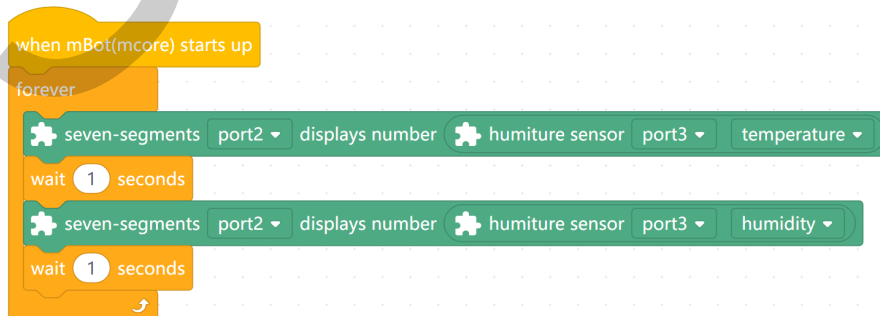 when mBot(mcore) starts up
forever
seven-segments port2 displays number humiture sensor port3 temperature
wait 1 seconds
seven-segments port2 displays number humiture sensor port3 humidity
wait 1 seconds